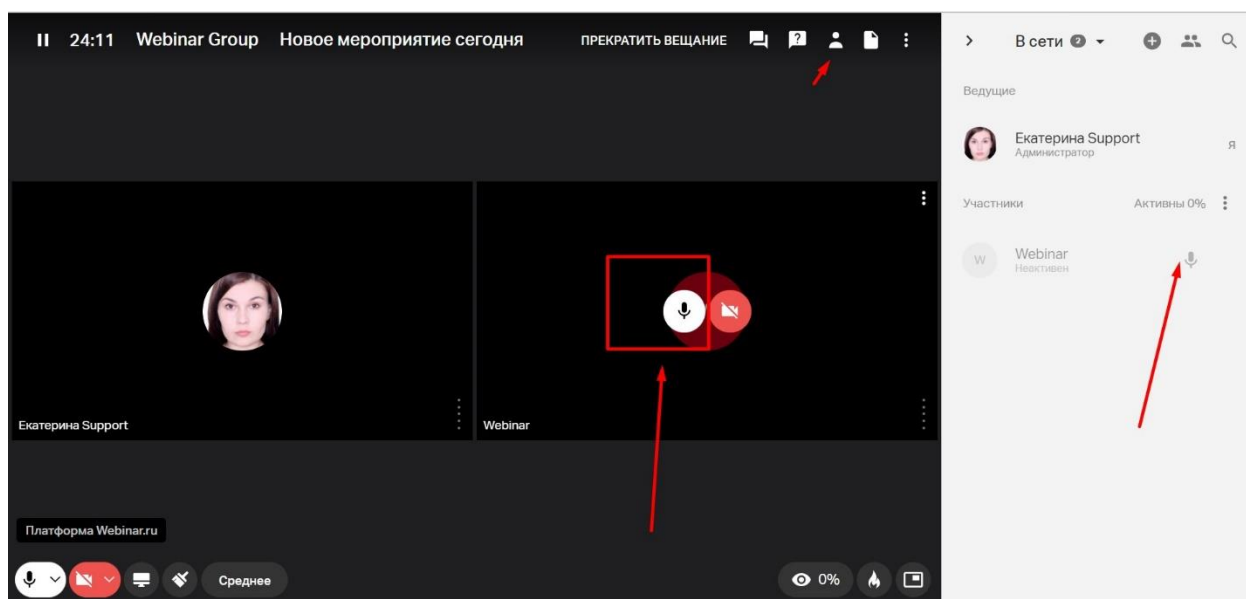 24:11 Webinar Group Новое мероприятие сегодня ПРЕКРАТИТЬ ВЕЩАНИЕ ?
В сети 2
Ведущие
Екатерина Support
Администратор
Я
Участники Активны 0%
W
Webinar
Неактивен
Екатерина Support
Webinar
Платформа Webinar.ru
Среднее
0%